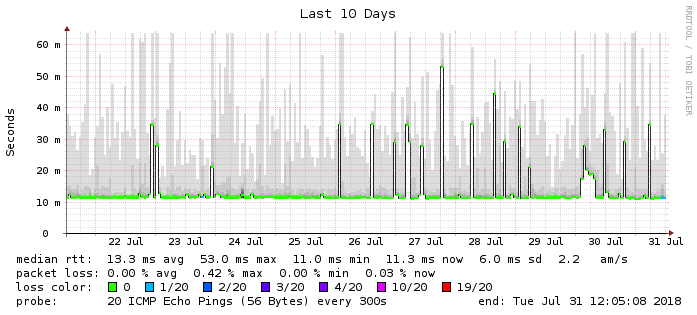 Last 10 Days
RRDTOOL / TOBI OETIKER
Seconds
60 m
50 m
40 m
30 m
20 m
10 m
0
22 Jul 23 Jul 24 Jul 25 Jul 26 Jul 27 Jul 28 Jul 29 Jul 30 Jul 31 Jul
median rtt: 13.3 ms avg 53.0 ms max 11.0 ms min 11.3 ms now 6.0 ms sd 2.2 am/s
packet loss: 0.00 % avg 0.42 % max 0.00 % min 0.03 % now
loss color: 0 1/20 2/20 3/20 4/20 10/20 19/20
probe: 20 ICMP Echo Pings (56 Bytes) every 300s end: Tue Jul 31 12:05:08 2018